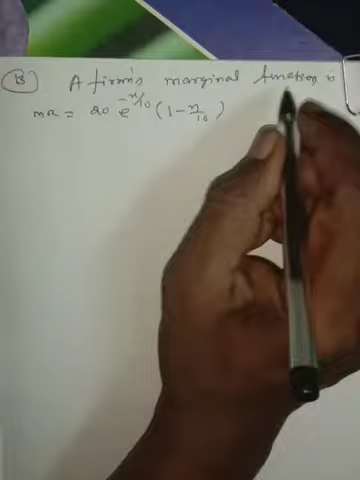 (B) A firm's marginal function is
MR = 20 e^{-x/10} (1 - x/10)